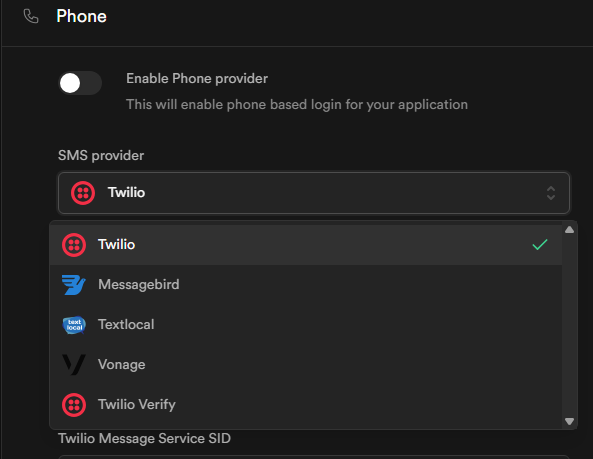 Phone
Enable Phone provider
This will enable phone based login for your application
SMS provider
Twilio
Twilio
Messagebird
text
local
Textlocal
Vonage
Twilio Verify
Twilio Message Service SID